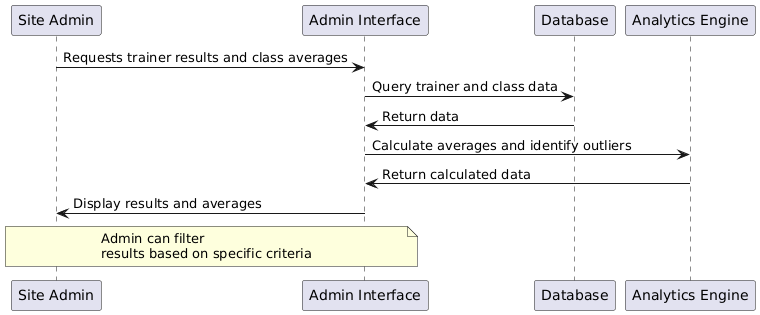 Site Admin
Admin Interface
Database
Analytics Engine
Requests trainer results and class averages
Query trainer and class data
Return data
Calculate averages and identify outliers
Return calculated data
Display results and averages
Admin can filter
results based on specific criteria
Site Admin
Admin Interface
Database
Analytics Engine